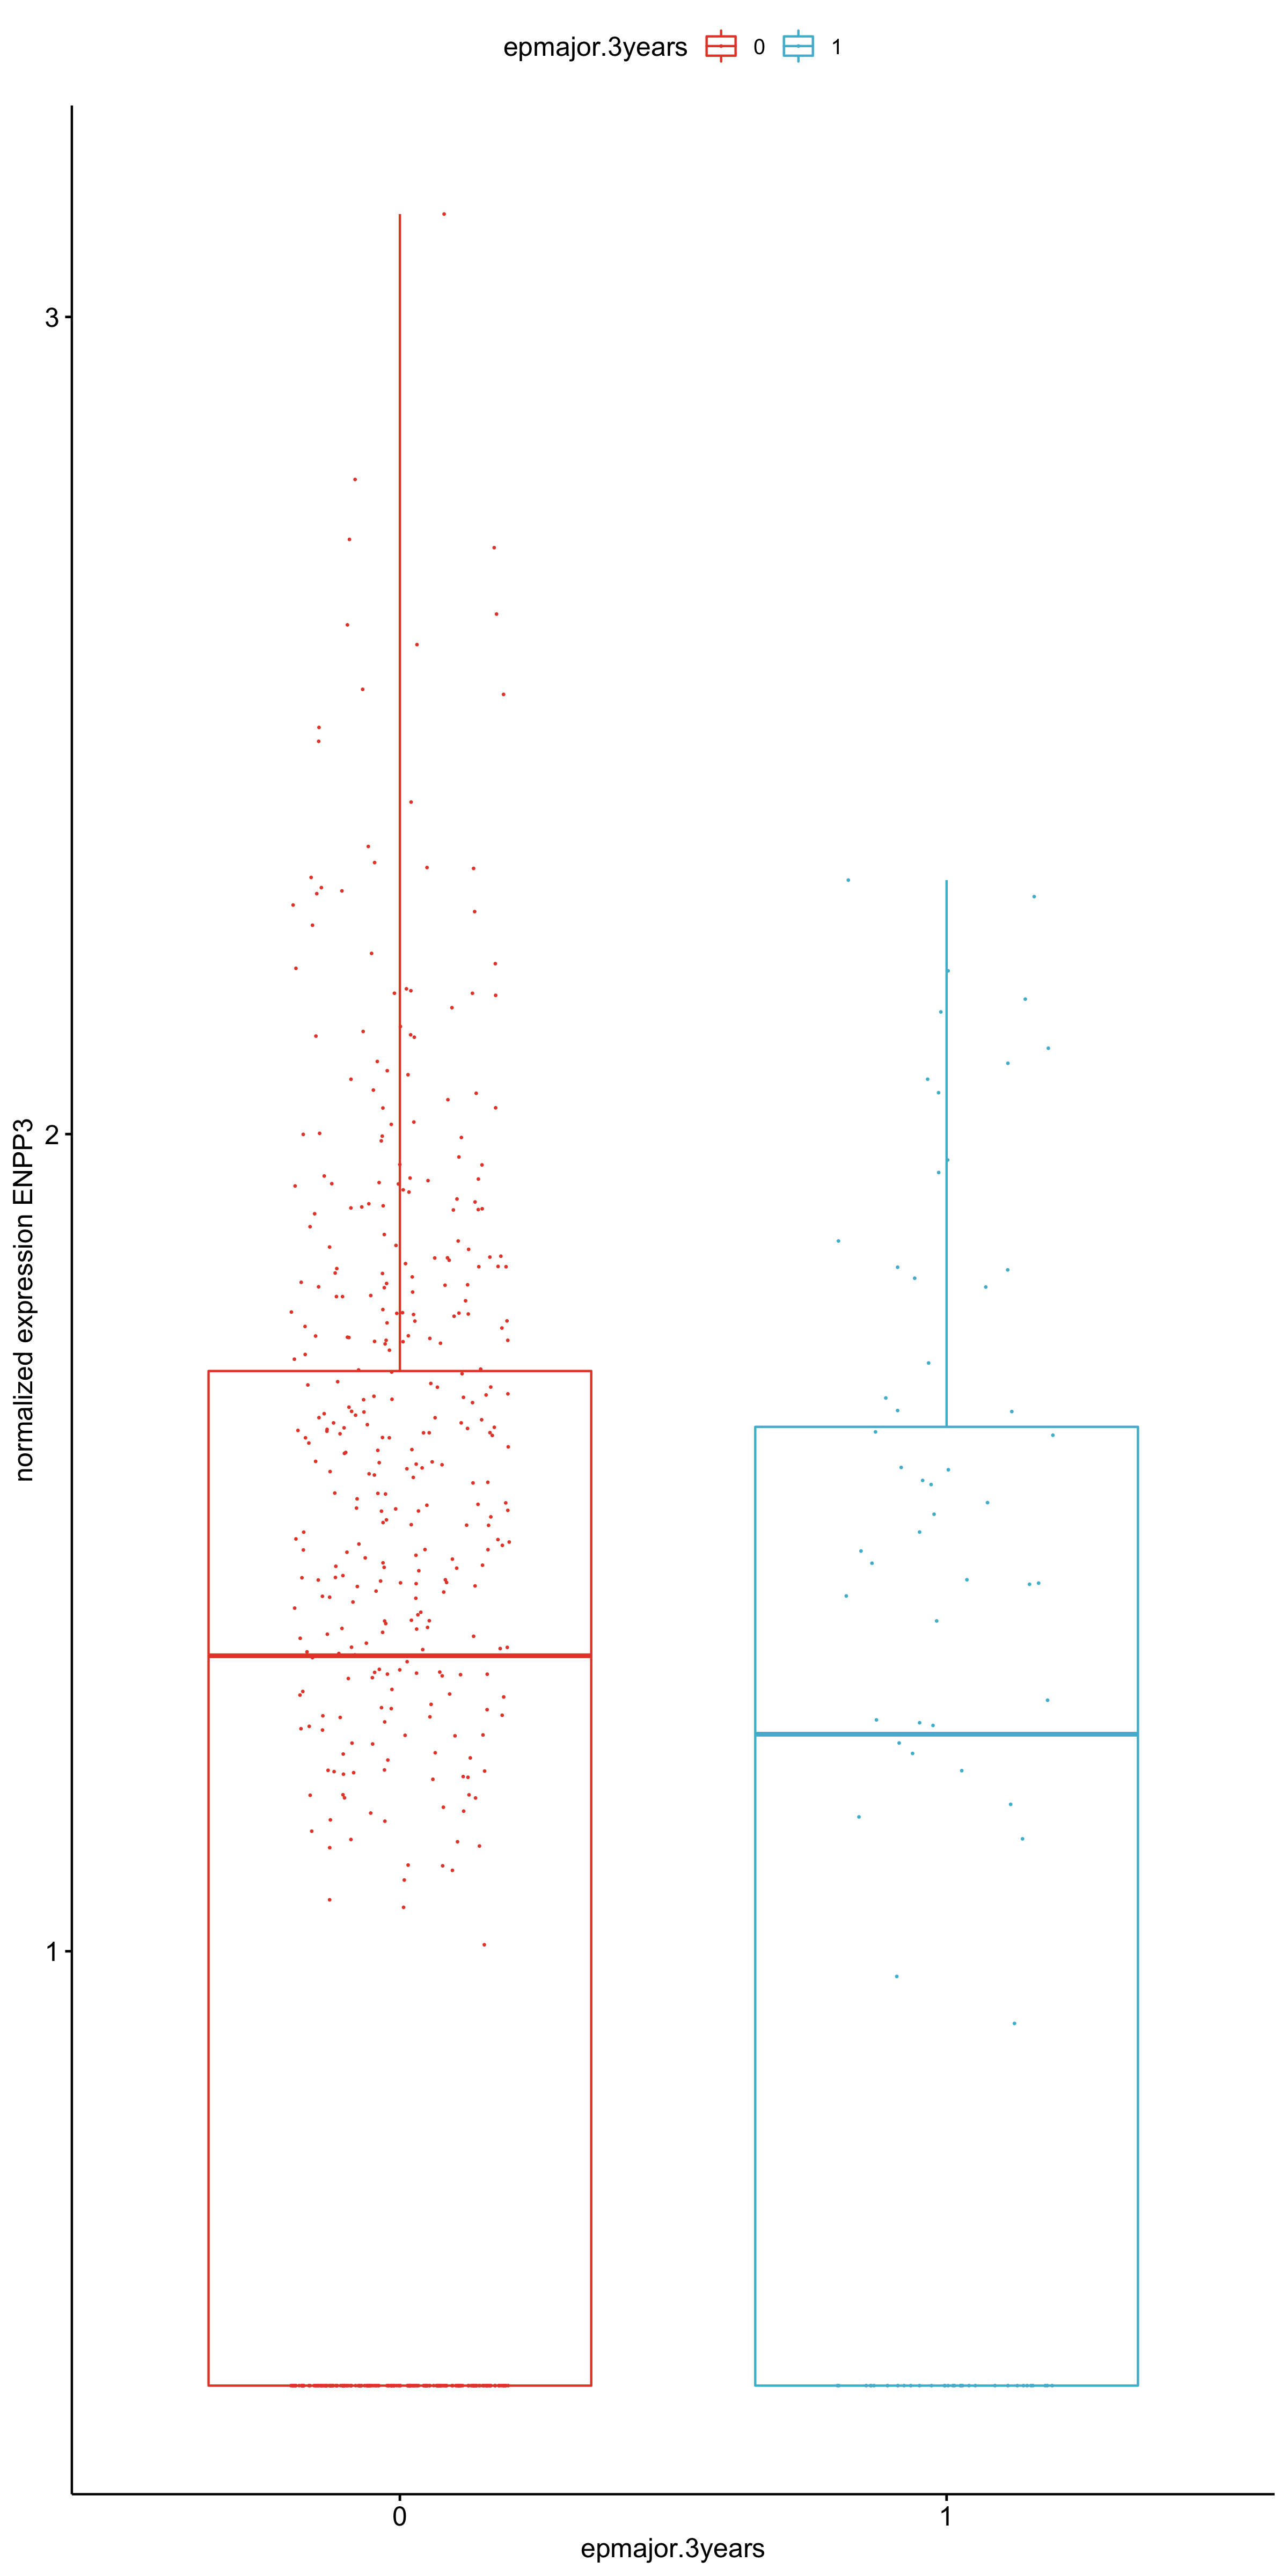 epmajor.3years 0 1
3
2
1
normalized expression ENPP3
0 1
epmajor.3years